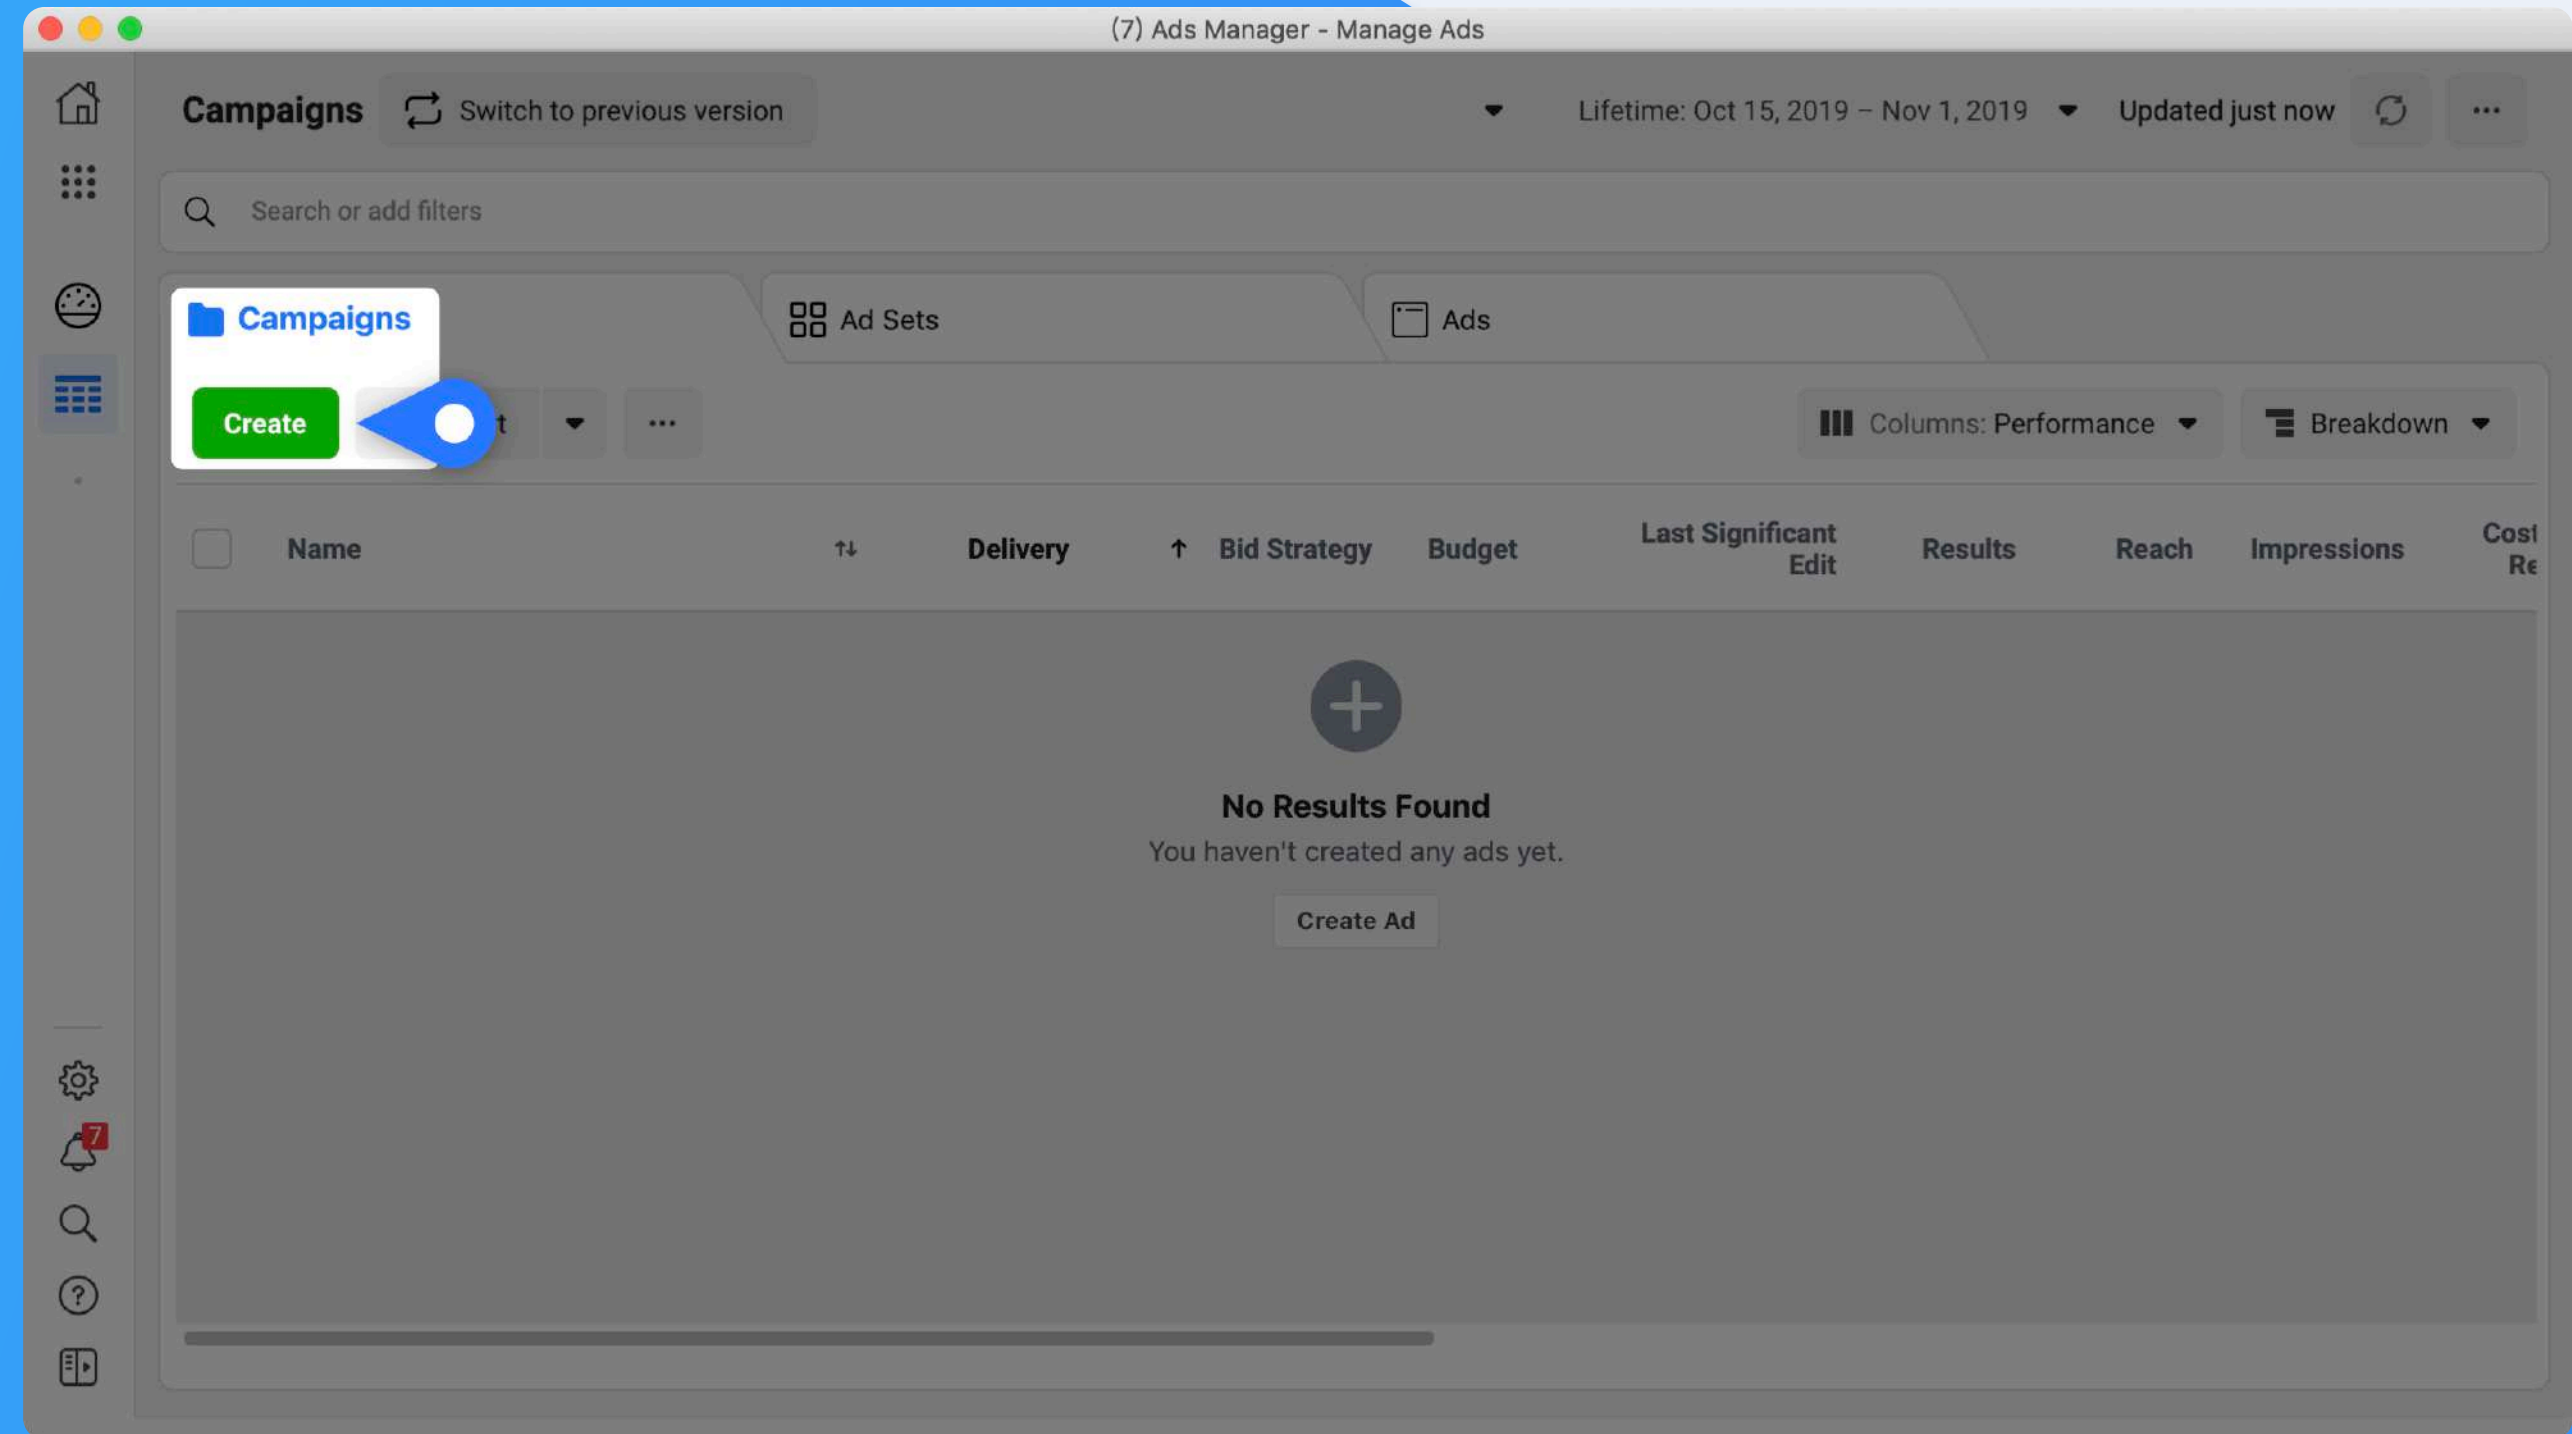 (7) Ads Manager - Manage Ads
Campaigns
Switch to previous version
Lifetime: Oct 15, 2019 – Nov 1, 2019
Updated just now
Search or add filters
Campaigns
Ad Sets
Ads
Create
Columns: Performance
Breakdown
Name
Delivery
Bid Strategy
Budget
Last Significant
Edit
Results
Reach
Impressions
No Results Found
You haven't created any ads yet.
Create Ad
7